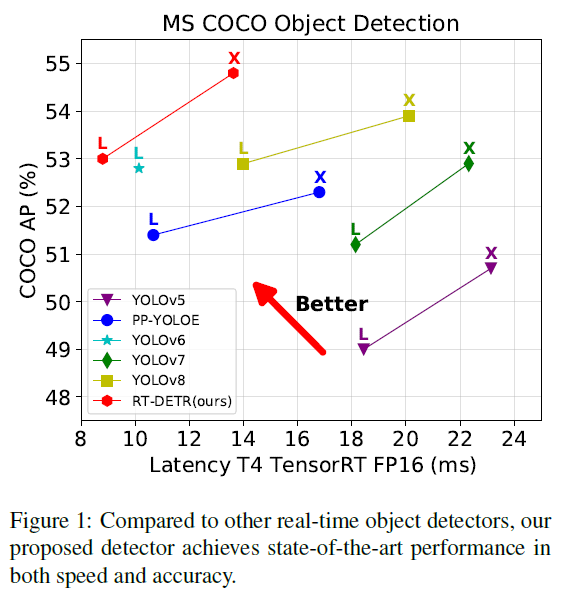 MS COCO Object Detection
55
54
53
52
51
50
49
48
COCO AP (%)
L
X
L
L
X
L
X
L
X
L
X
Better
YOLOv5
PP-YOLOE
YOLOv6
YOLOv7
YOLOv8
RT-DETR(ours)
8 10 12 14 16 18 20 22 24
Latency T4 TensorRT FP16 (ms)
Figure 1: Compared to other real-time object detectors, our
proposed detector achieves state-of-the-art performance in
both speed and accuracy.